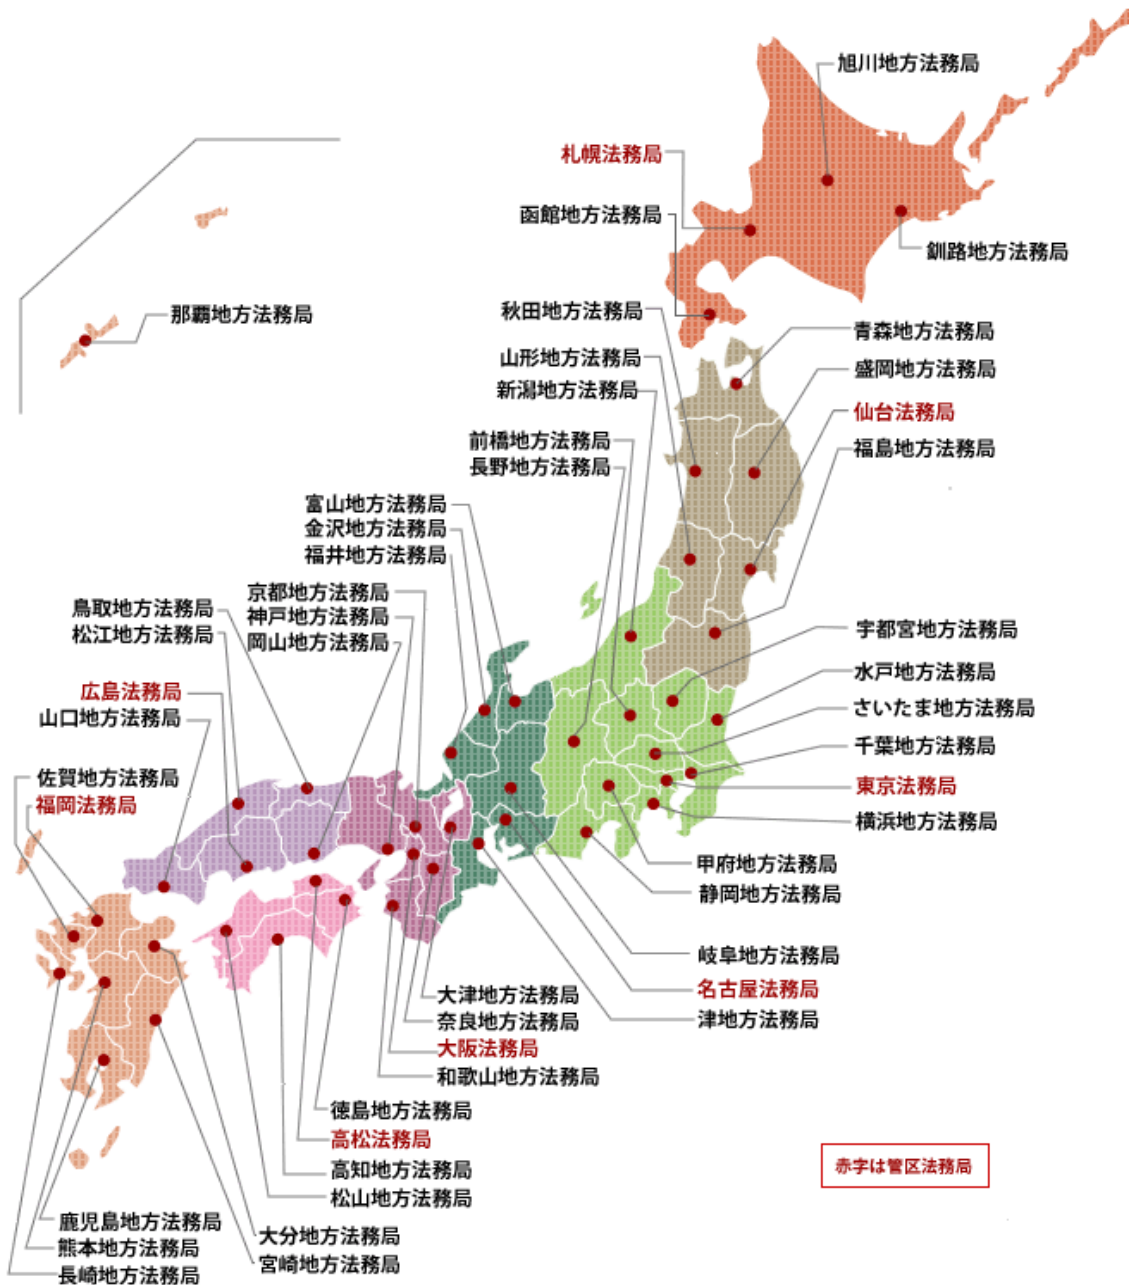 旭川地方法務局
札幌法務局
函館地方法務局
釧路地方法務局
那覇地方法務局
秋田地方法務局
青森地方法務局
山形地方法務局
盛岡地方法務局
新潟地方法務局
仙台法務局
前橋地方法務局
福島地方法務局
長野地方法務局
富山地方法務局
金沢地方法務局
福井地方法務局
京都地方法務局
鳥取地方法務局
神戸地方法務局
松江地方法務局
岡山地方法務局
宇都宮地方法務局
水戸地方法務局
広島法務局
さいたま地方法務局
山口地方法務局
千葉地方法務局
佐賀地方法務局
東京法務局
福岡法務局
横浜地方法務局
甲府地方法務局
静岡地方法務局
岐阜地方法務局
名古屋法務局
大津地方法務局
津地方法務局
奈良地方法務局
大阪法務局
和歌山地方法務局
徳島地方法務局
高松法務局
高知地方法務局
松山地方法務局
赤字は管区法務局
鹿児島地方法務局
大分地方法務局
熊本地方法務局
宮崎地方法務局
長崎地方法務局